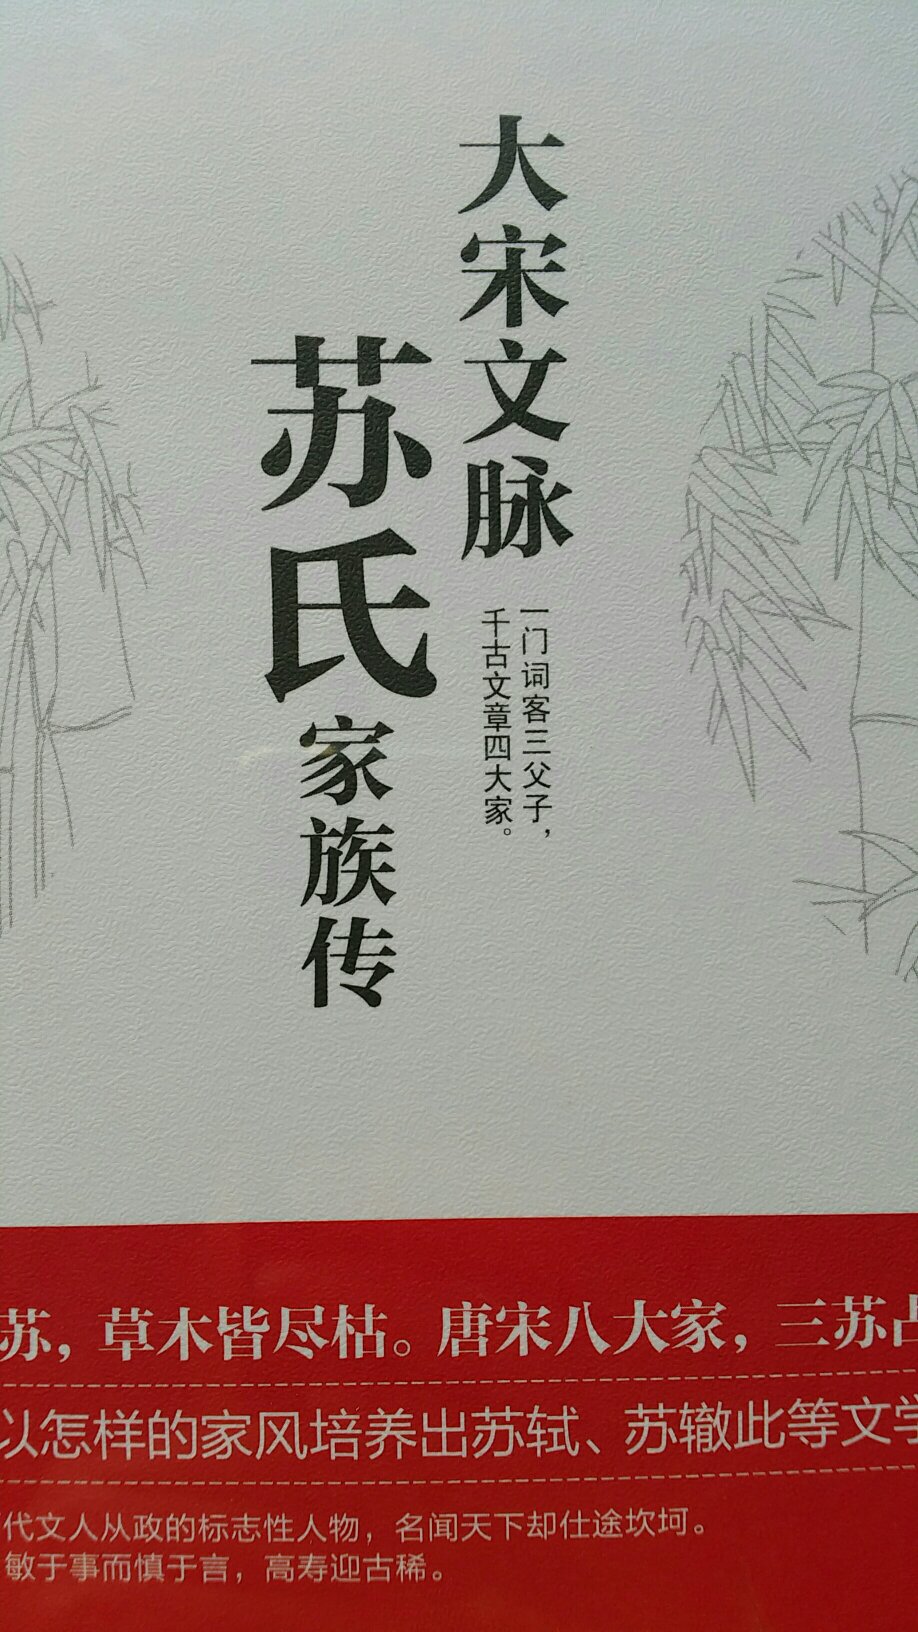 大宋文脉
一门词客三父子，
千古文章四大家。
苏氏家族传
苏，草木皆尽枯。唐宋八大家，三苏占
以怎样的家风培养出苏轼、苏辙此等文学
代文人从政的标志性人物，名闻天下却仕途坎坷。
敏于事而慎于言，高寿迎古稀。